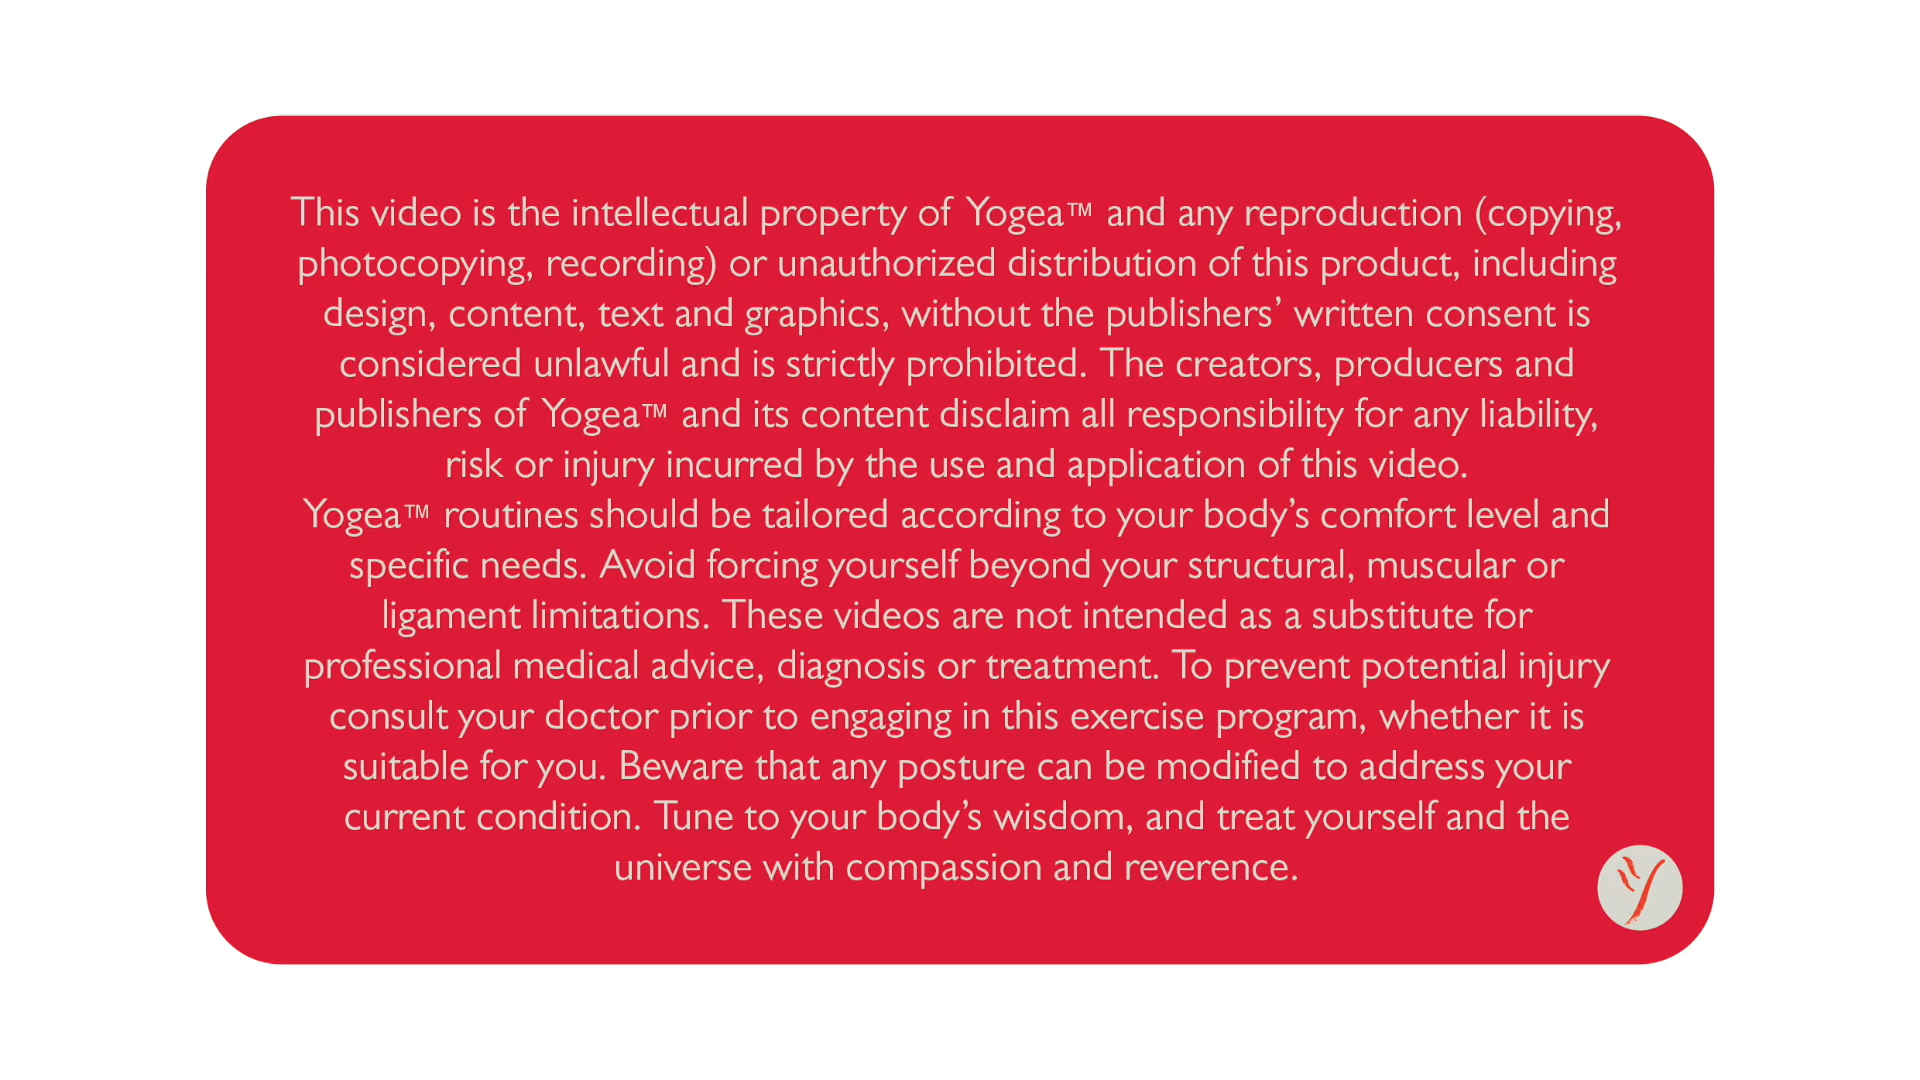 This video is the intellectual property of Yogea™ and any reproduction (copying,
photocopying, recording) or unauthorized distribution of this product, including
design, content, text and graphics, without the publishers’ written consent is
considered unlawful and is strictly prohibited. The creators, producers and
publishers of Yogea™ and its content disclaim all responsibility for any liability,
risk or injury incurred by the use and application of this video.
Yogea™ routines should be tailored according to your body’s comfort level and
specific needs. Avoid forcing yourself beyond your structural, muscular or
ligament limitations. These videos are not intended as a substitute for
professional medical advice, diagnosis or treatment. To prevent potential injury
consult your doctor prior to engaging in this exercise program, whether it is
suitable for you. Beware that any posture can be modified to address your
current condition. Tune to your body’s wisdom, and treat yourself and the
universe with compassion and reverence.